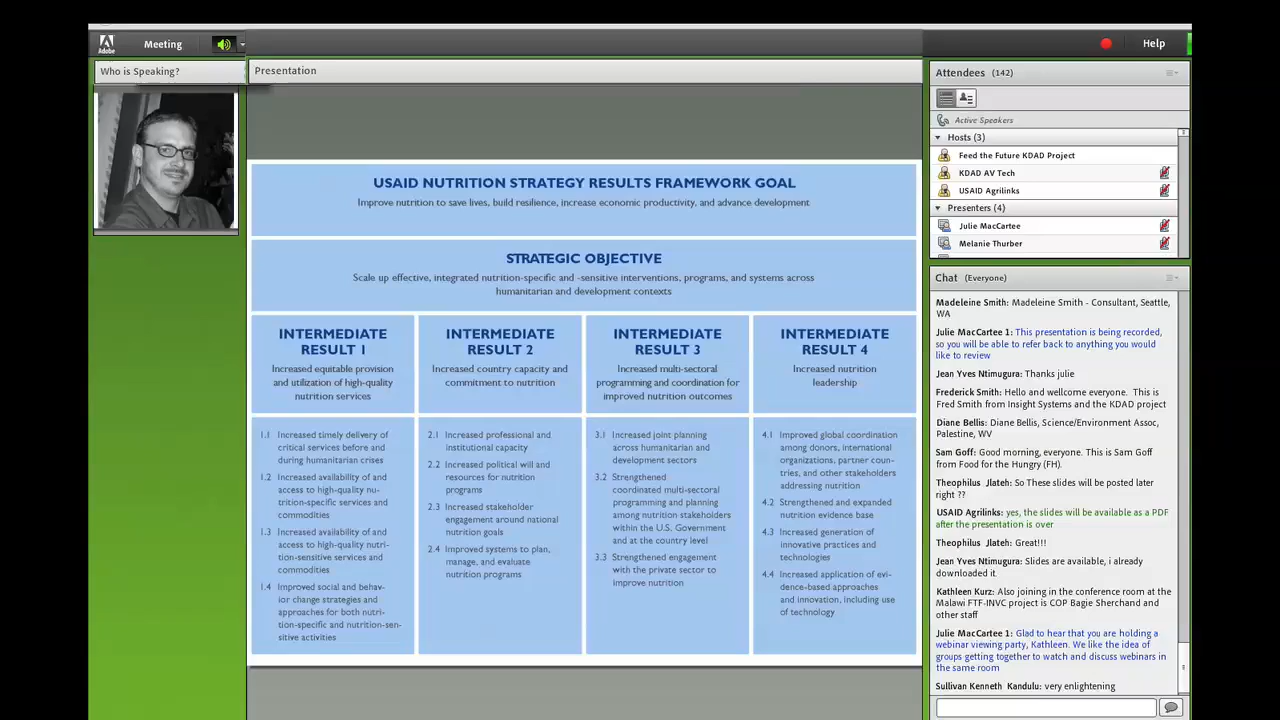 Adobe
Meeting
Help
Who is Speaking?
Presentation
USAID NUTRITION STRATEGY RESULTS FRAMEWORK GOAL
Improve nutrition to save lives, build resilience, increase economic productivity, and advance development
STRATEGIC OBJECTIVE
Scale up effective, integrated nutrition-specific and -sensitive interventions, programs, and systems across
humanitarian and development contexts
INTERMEDIATE
RESULT 1
Increased equitable provision
and utilization of high-quality
nutrition services
INTERMEDIATE
RESULT 2
Increased country capacity and
commitment to nutrition
INTERMEDIATE
RESULT 3
Increased multi-sectoral
programming and coordination for
improved nutrition outcomes
INTERMEDIATE
RESULT 4
Increased nutrition
leadership
1.1 Increased timely delivery of
critical services before and
during humanitarian crises
1.2 Increased availability of and
access to high-quality nu-
trition-specific services and
commodities
1.3 Increased availability of and
access to high-quality nutri-
tion-sensitive services and
commodities
1.4 Improved social and behav-
ior change strategies and
approaches for both nutri-
tion-specific and nutrition-sen-
sitive activities
2.1 Increased professional and
institutional capacity
2.2 Increased political will and
resources for nutrition
programs
2.3 Increased stakeholder
engagement around national
nutrition goals
2.4 Improved systems to plan,
manage, and evaluate
nutrition programs
3.1 Increased joint planning
across humanitarian and
development sectors
3.2 Strengthened
coordinated multi-sectoral
programming and planning
among nutrition stakeholders
within the U.S. Government
and at the country level
3.3 Strengthened engagement
with the private sector to
improve nutrition
4.1 Improved global coordination
among donors, international
organizations, partner coun-
tries, and other stakeholders
addressing nutrition
4.2 Strengthened and expanded
nutrition evidence base
4.3 Increased generation of
innovative practices and
technologies
4.4 Increased application of evi-
dence-based approaches
and innovation, including use
of technology
Attendees (142)
Active Speakers
Hosts (3)
Feed the Future KDAD Project
KDAD AV Tech
USAID Agrilinks
Presenters (4)
Julie MacCartee
Melanie Thurber
Chat (Everyone)
Madeleine Smith: Madeleine Smith - Consultant, Seattle,
WA
Julie MacCartee 1: This presentation is being recorded,
so you will be able to refer back to anything you would
like to review
Jean Yves Ntimugura: Thanks julie
Frederick Smith: Hello and wellcome everyone. This is
Fred Smith from Insight Systems and the KDAD project
Diane Bellis: Diane Bellis, Science/Environment Assoc,
Palestine, WV
Sam Goff: Good morning, everyone. This is Sam Goff
from Food for the Hungry (FH).
Theophilus Jlateh: So These slides will be posted later
right ??
USAID Agrilinks: yes, the slides will be available as a PDF
after the presentation is over
Theophilus Jlateh: Great!!!
Jean Yves Ntimugura: Slides are available, i already
downloaded it
Kathleen Kurz: Also joining in the conference room at the
Malawi FTF-INVC project is COP Bagie Sherchand and
other staff
Julie MacCartee 1: Glad to hear that you are holding a
webinar viewing party, Kathleen. We like the idea of
groups getting together to watch and discuss webinars in
the same room
Sullivan Kenneth Kandulu: very enlightening